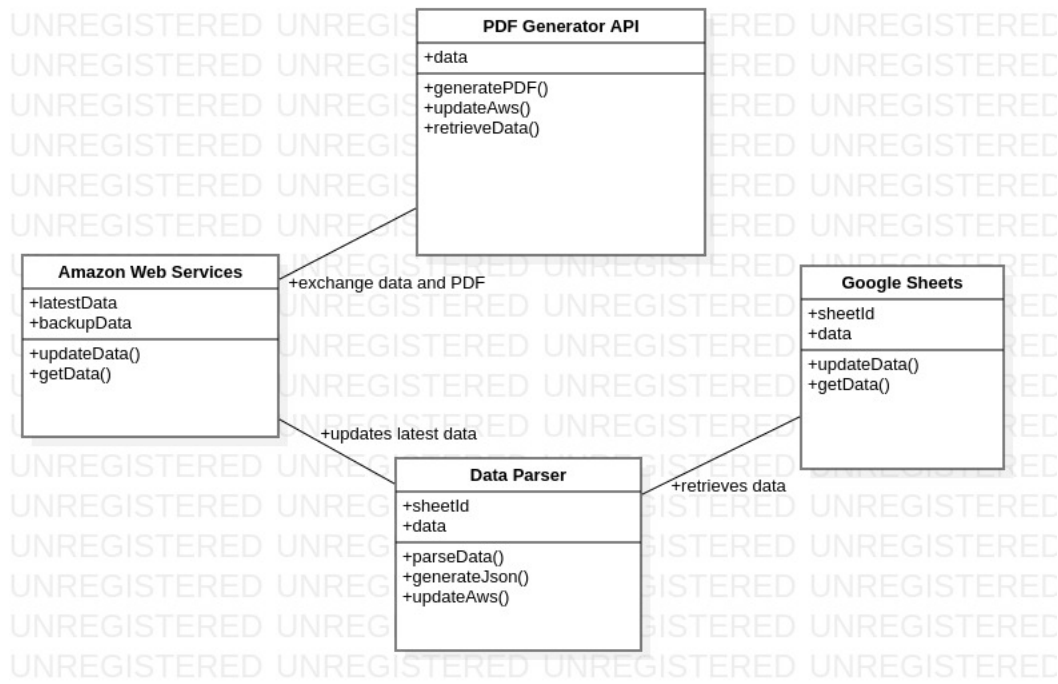 PDF Generator API
+data
+generatePDF()
+updateAws()
+retrieveData()
+exchange data and PDF
Amazon Web Services
+latestData
+backupData
+updateData()
+getData()
Google Sheets
+sheetId
+data
+updateData()
+getData()
+updates latest data
+retrieves data
Data Parser
+sheetId
+data
+parseData()
+generateJson()
+updateAws()
UNREGISTERED